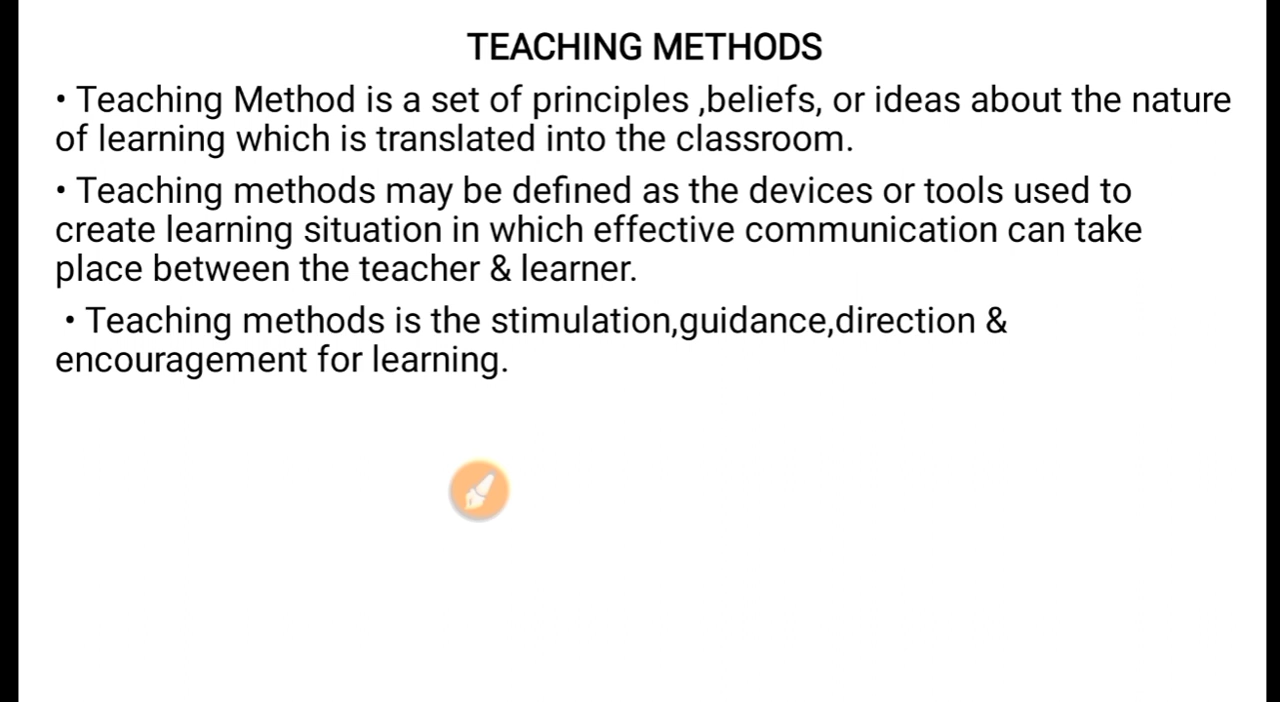 TEACHING METHODS
• Teaching Method is a set of principles ,beliefs, or ideas about the nature
of learning which is translated into the classroom.
• Teaching methods may be defined as the devices or tools used to
create learning situation in which effective communication can take
place between the teacher & learner.
• Teaching methods is the stimulation,guidance,direction &
encouragement for learning.